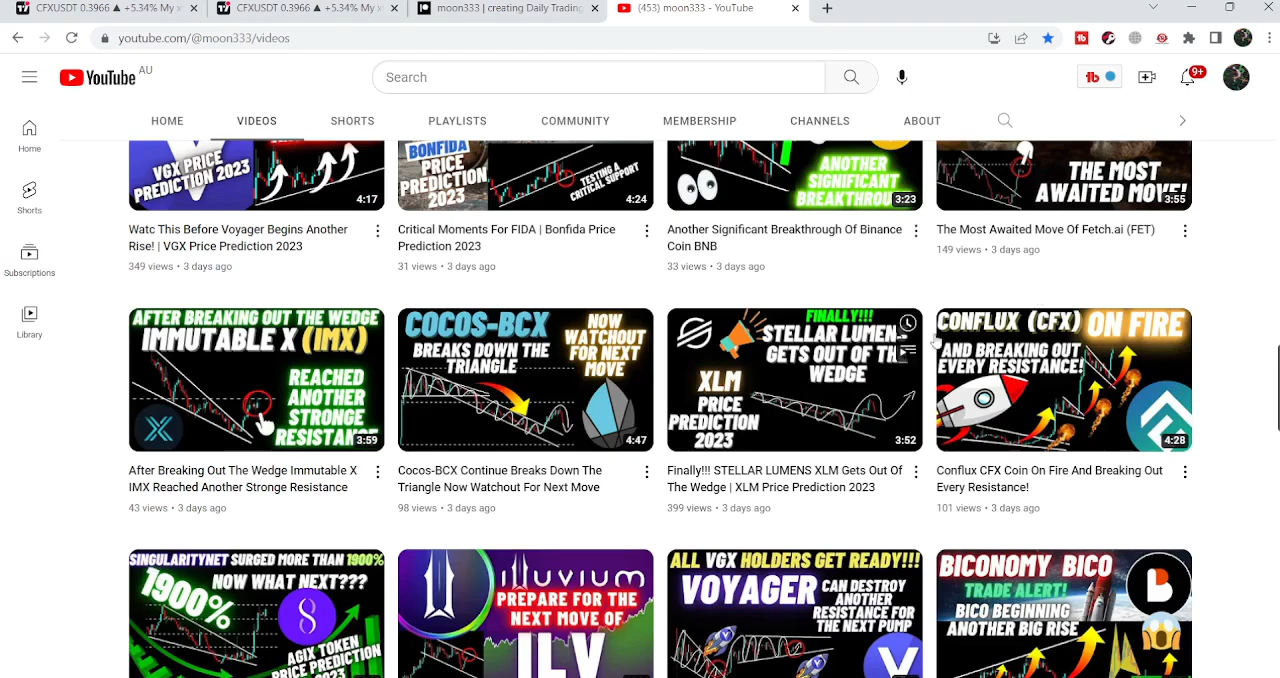 CFXUSDT 0.3966 ▲ +5.34% My x
CFXUSDT 0.3966 ▲ +5.34% My x
moon333 | creating Daily Trading
(453) moon333 - YouTube
youtube.com/@moon333/videos
YouTube AU
Search
9+
HOME
VIDEOS
SHORTS
PLAYLISTS
COMMUNITY
MEMBERSHIP
CHANNELS
ABOUT
Home
Shorts
Subscriptions
Library
VGX PRICE
PREDICTION 2023
4:17
BONFIDA
PRICE
PREDICTION
2023
TESTING A
CRITICAL SUPPORT
4:24
ANOTHER
SIGNIFICANT
BREAKTHROUGH
3:23
THE MOST
AWAITED MOVE!
3:55
Watc This Before Voyager Begins Another
Rise! | VGX Price Prediction 2023
349 views • 3 days ago
Critical Moments For FIDA | Bonfida Price
Prediction 2023
31 views • 3 days ago
Another Significant Breakthrough Of Binance
Coin BNB
33 views • 3 days ago
The Most Awaited Move Of Fetch.ai (FET)
149 views • 3 days ago
AFTER BREAKING OUT THE WEDGE
IMMUTABLE X (IMX)
REACHED
ANOTHER
STRONGE
RESISTAN
3:59
COCOS-BCX
BREAKS DOWN THE
TRIANGLE
NOW
WATCHOUT
FOR NEXT
MOVE
4:47
FINALLY!!!
STELLAR LUMEN
GETS OUT OF TH
WEDGE
XLM
PRICE
PREDICTION
2023
3:52
CONFLUX (CFX) ON FIRE
AND BREAKING OUT
EVERY RESISTANCE!
4:28
After Breaking Out The Wedge Immutable X
IMX Reached Another Stronge Resistance
43 views • 3 days ago
Cocos-BCX Continue Breaks Down The
Triangle Now Watchout For Next Move
98 views • 3 days ago
Finally!!! STELLAR LUMENS XLM Gets Out Of
The Wedge | XLM Price Prediction 2023
399 views • 3 days ago
Conflux CFX Coin On Fire And Breaking Out
Every Resistance!
101 views • 3 days ago
SINGULARITYNET SURGED MORE THAN 1900%
1900%
NOW WHAT NEXT???
AGIX TOKEN
PRICE PREDICTION
2023
ILLUVIUM
PREPARE FOR THE
NEXT MOVE OF
ILV
ALL VGX HOLDERS GET READY!!!
VOYAGER
CAN DESTROY
ANOTHER
RESISTANCE FOR
THE NEXT PUMP
BICONOMY BICO
TRADE ALERT!
BICO BEGINNING
ANOTHER BIG RISE